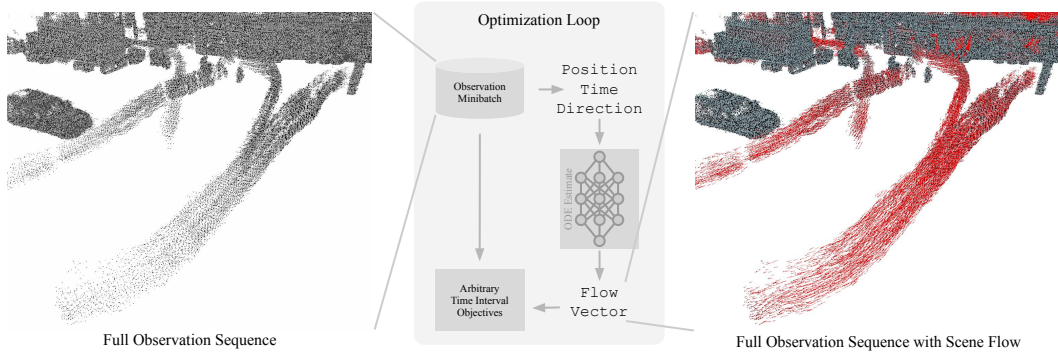 Optimization Loop
Observation
Minibatch
Position
Time
Direction
ODE Estimate
Arbitrary
Time Interval
Objectives
Flow
Vector
Full Observation Sequence
Full Observation Sequence with Scene Flow